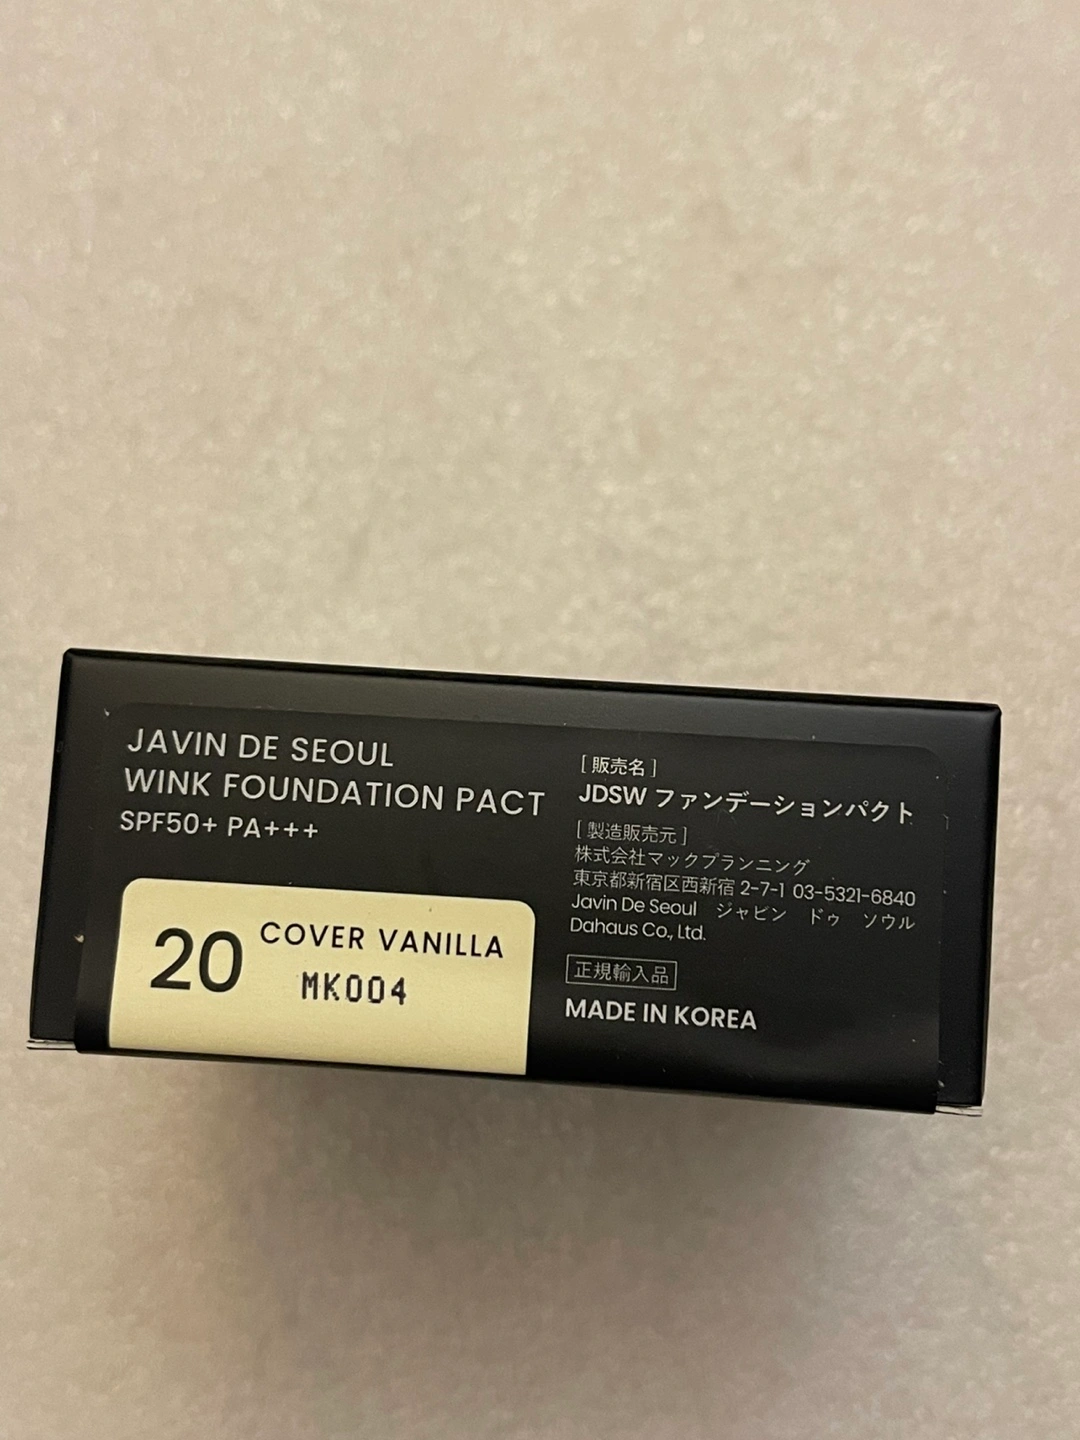 JAVIN DE SEOUL
WINK FOUNDATION PACT
SPF50+ PA+++
20
COVER VANILLA
MK004
[ 販売名 ]
JDSW ファンデーションパクト
[ 製造販売元 ]
株式会社マックプランニング
東京都新宿区西新宿 2-7-1 03-5321-6840
Javin De Seoul ジャビン ドゥ ソウル
Dahaus Co., Ltd.
正規輸入品
MADE IN KOREA